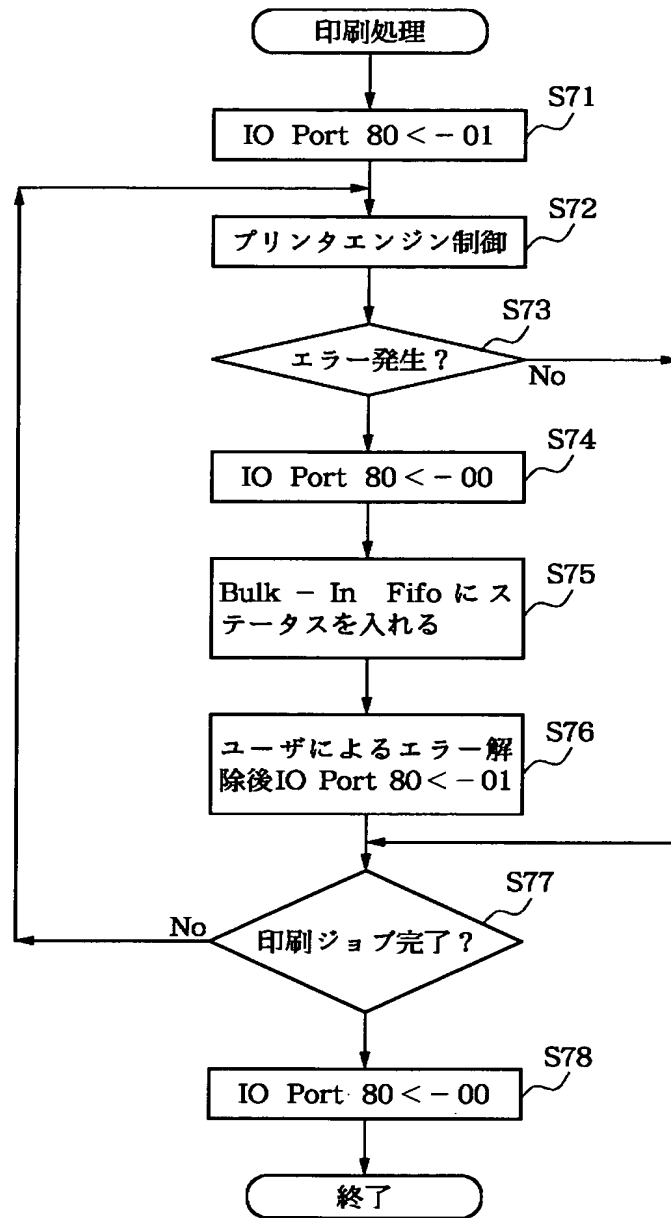 印刷処理
S71
IO Port 80<-01
S72
プリンタエンジン制御
S73
エラー発生?
No
S74
IO Port 80<-00
S75
Bulk - In Fifo にス
テータスを入れる
S76
ユーザによるエラー解
除後IO Port 80<-01
S77
No
印刷ジョブ完了?
S78
IO Port 80<-00
終了